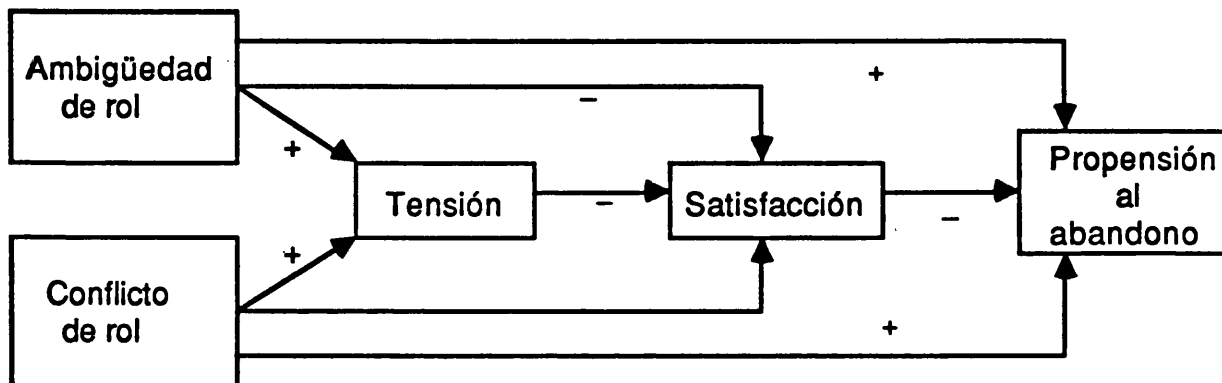 Ambigüedad
de rol
+
−
+
Tensión
−
Satisfacción
−
Propensión
al
abandono
+
Conflicto
de rol
+